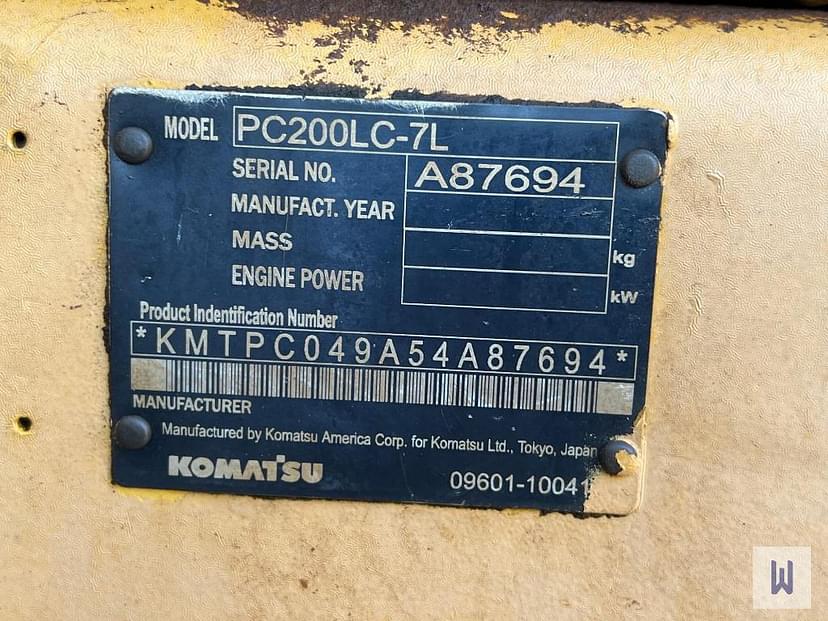 MODEL PC200LC-7L
SERIAL NO. A87694
MANUFACT. YEAR
MASS kg
ENGINE POWER kW
Product Indentification Number
*KMTPC049A54A87694*
MANUFACTURER
Manufactured by Komatsu America Corp. for Komatsu Ltd., Tokyo, Japan
KOMATSU 09601-10041
W